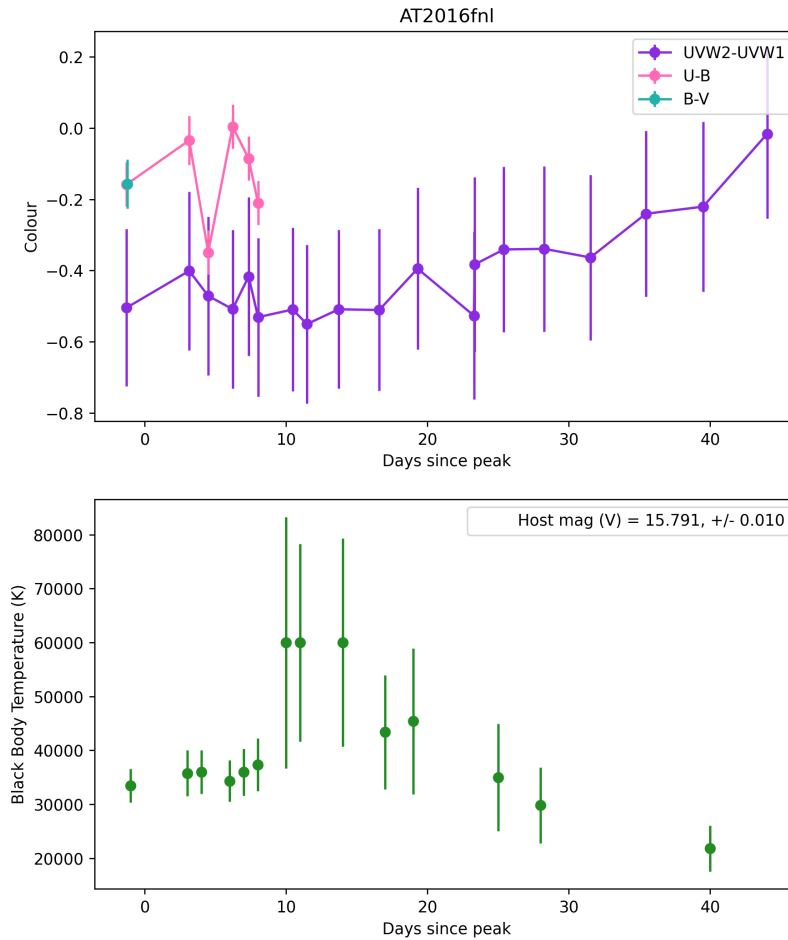 AT2016fnl
UVW2-UVW1
U-B
B-V
0.2
0.0
−0.2
−0.4
−0.6
−0.8
Colour
0
10
20
30
40
Days since peak
Host mag (V) = 15.791, +/- 0.010
80000
70000
60000
50000
40000
30000
20000
Black Body Temperature (K)
0
10
20
30
40
Days since peak